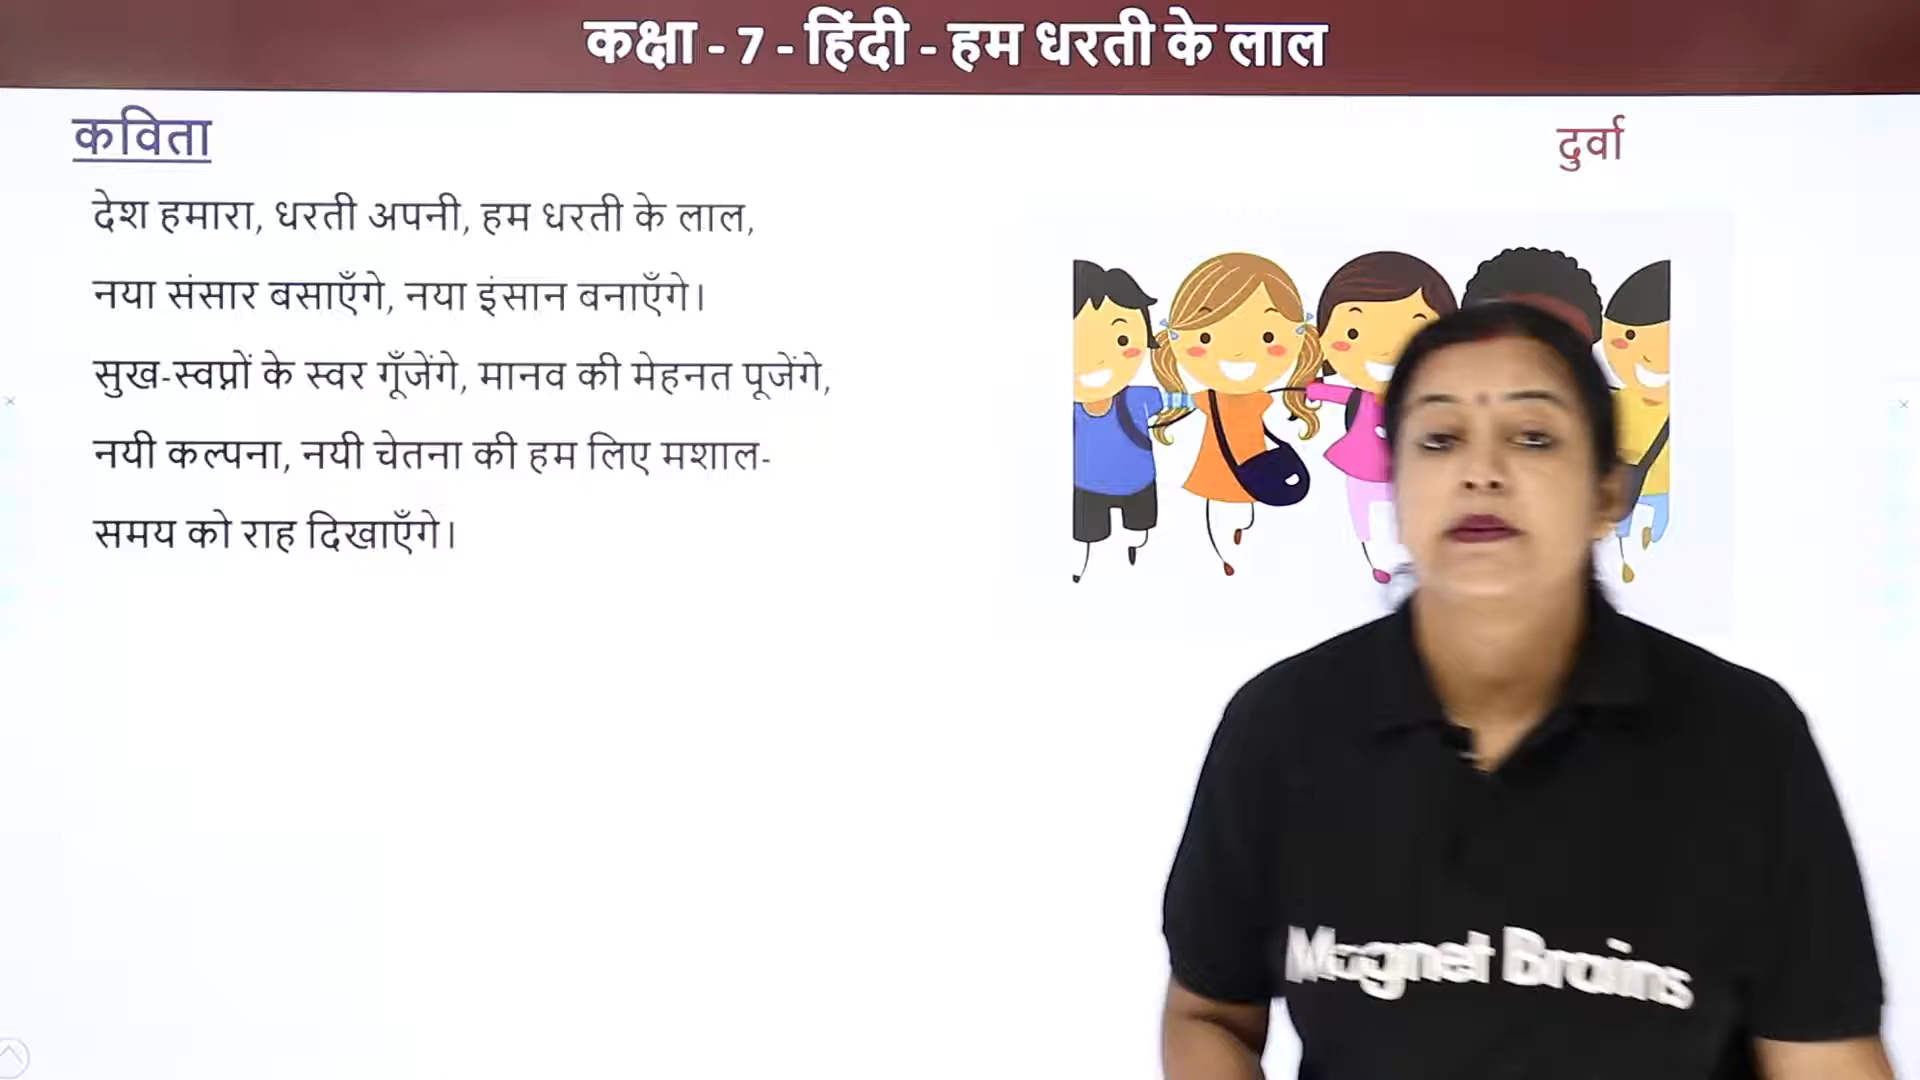 कक्षा - 7 - हिंदी - हम धरती के लाल
कविता
दुर्वा
देश हमारा, धरती अपनी, हम धरती के लाल,
नया संसार बसाएँगे, नया इंसान बनाएँगे।
सुख-स्वप्नों के स्वर गूँजेंगे, मानव की मेहनत पूजेंगे,
नयी कल्पना, नयी चेतना की हम लिए मशाल-
समय को राह दिखाएँगे।
Magnet Brains